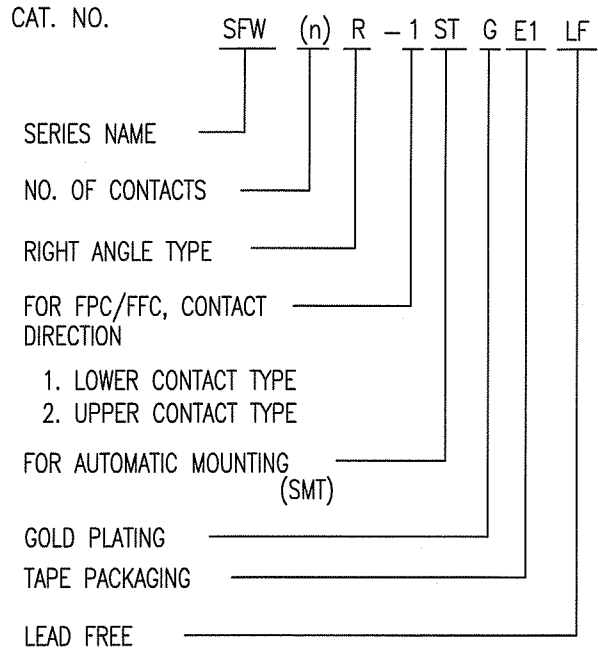 CAT. NO.
SFW (n) R - 1 ST G E1 LF
SERIES NAME
NO. OF CONTACTS
RIGHT ANGLE TYPE
FOR FPC/FFC, CONTACT
DIRECTION
1. LOWER CONTACT TYPE
2. UPPER CONTACT TYPE
FOR AUTOMATIC MOUNTING
(SMT)
GOLD PLATING
TAPE PACKAGING
LEAD FREE